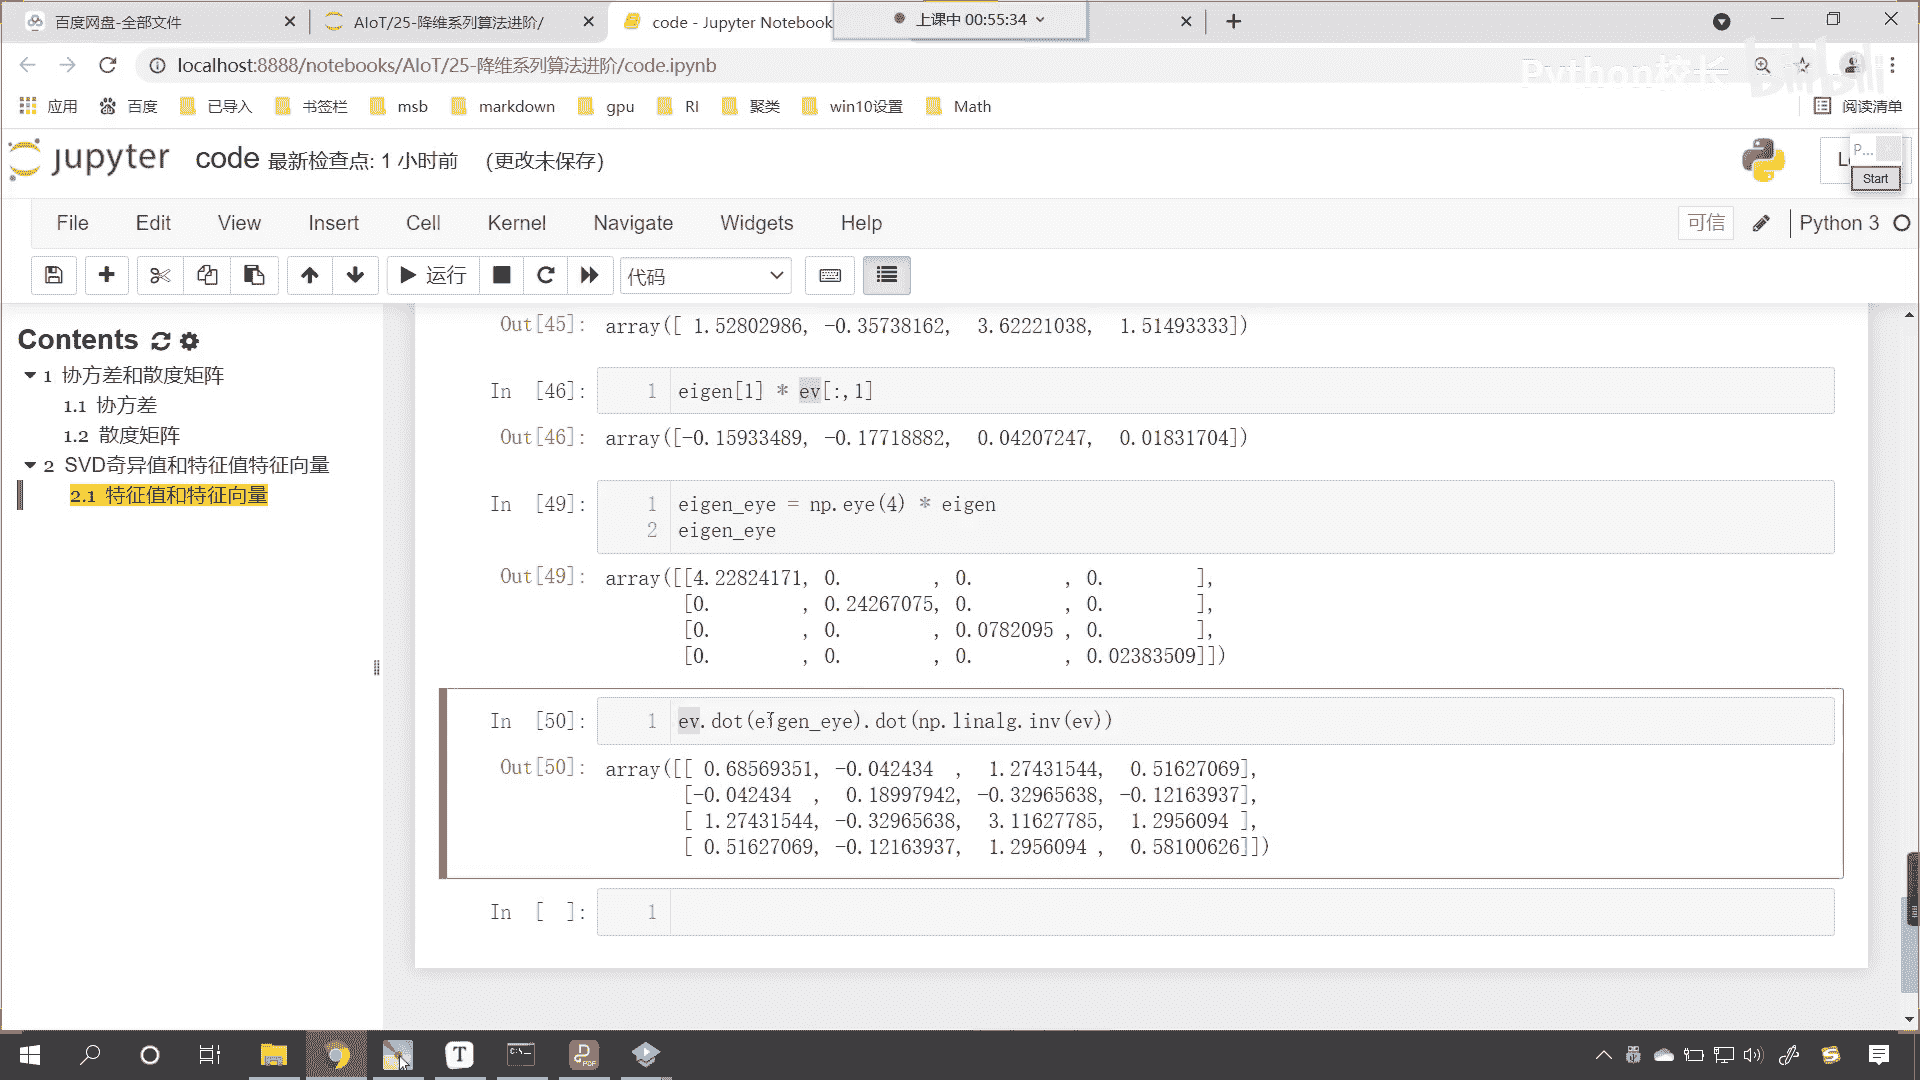 百度网盘-全部文件
AIoT/25-降维系列算法进阶/
code - Jupyter Notebook
上课中 00:55:34
localhost:8888/notebooks/AIoT/25-降维系列算法进阶/code.ipynb
Python校长
bilibili
应用 百度 已导入 书签栏 msb markdown gpu RI 聚类 win10设置 Math 阅读清单
jupyter code 最新检查点: 1 小时前 (更改未保存)
P...
Start
File Edit View Insert Cell Kernel Navigate Widgets Help 可信 Python 3
运行 代码
Contents
1 协方差和散度矩阵
1.1 协方差
1.2 散度矩阵
2 SVD奇异值和特征值特征向量
2.1 特征值和特征向量
Out[45]: array([ 1.52802986, -0.35738162, 3.62221038, 1.51493333])
In [46]: 1 eigen[1] * ev[:,1]
Out[46]: array([-0.15933489, -0.17718882, 0.04207247, 0.01831704])
In [49]: 1 eigen_eye = np.eye(4) * eigen
2 eigen_eye
Out[49]: array([[4.22824171, 0. , 0. , 0. ],
[0. , 0.24267075, 0. , 0. ],
[0. , 0. , 0.0782095 , 0. ],
[0. , 0. , 0. , 0.02383509]])
In [50]: 1 ev.dot(eigen_eye).dot(np.linalg.inv(ev))
Out[50]: array([[ 0.68569351, -0.042434 , 1.27431544, 0.51627069],
[-0.042434 , 0.18997942, -0.32965638, -0.12163937],
[ 1.27431544, -0.32965638, 3.11627785, 1.2956094 ],
[ 0.51627069, -0.12163937, 1.2956094 , 0.58100626]])
In [ ]: 1